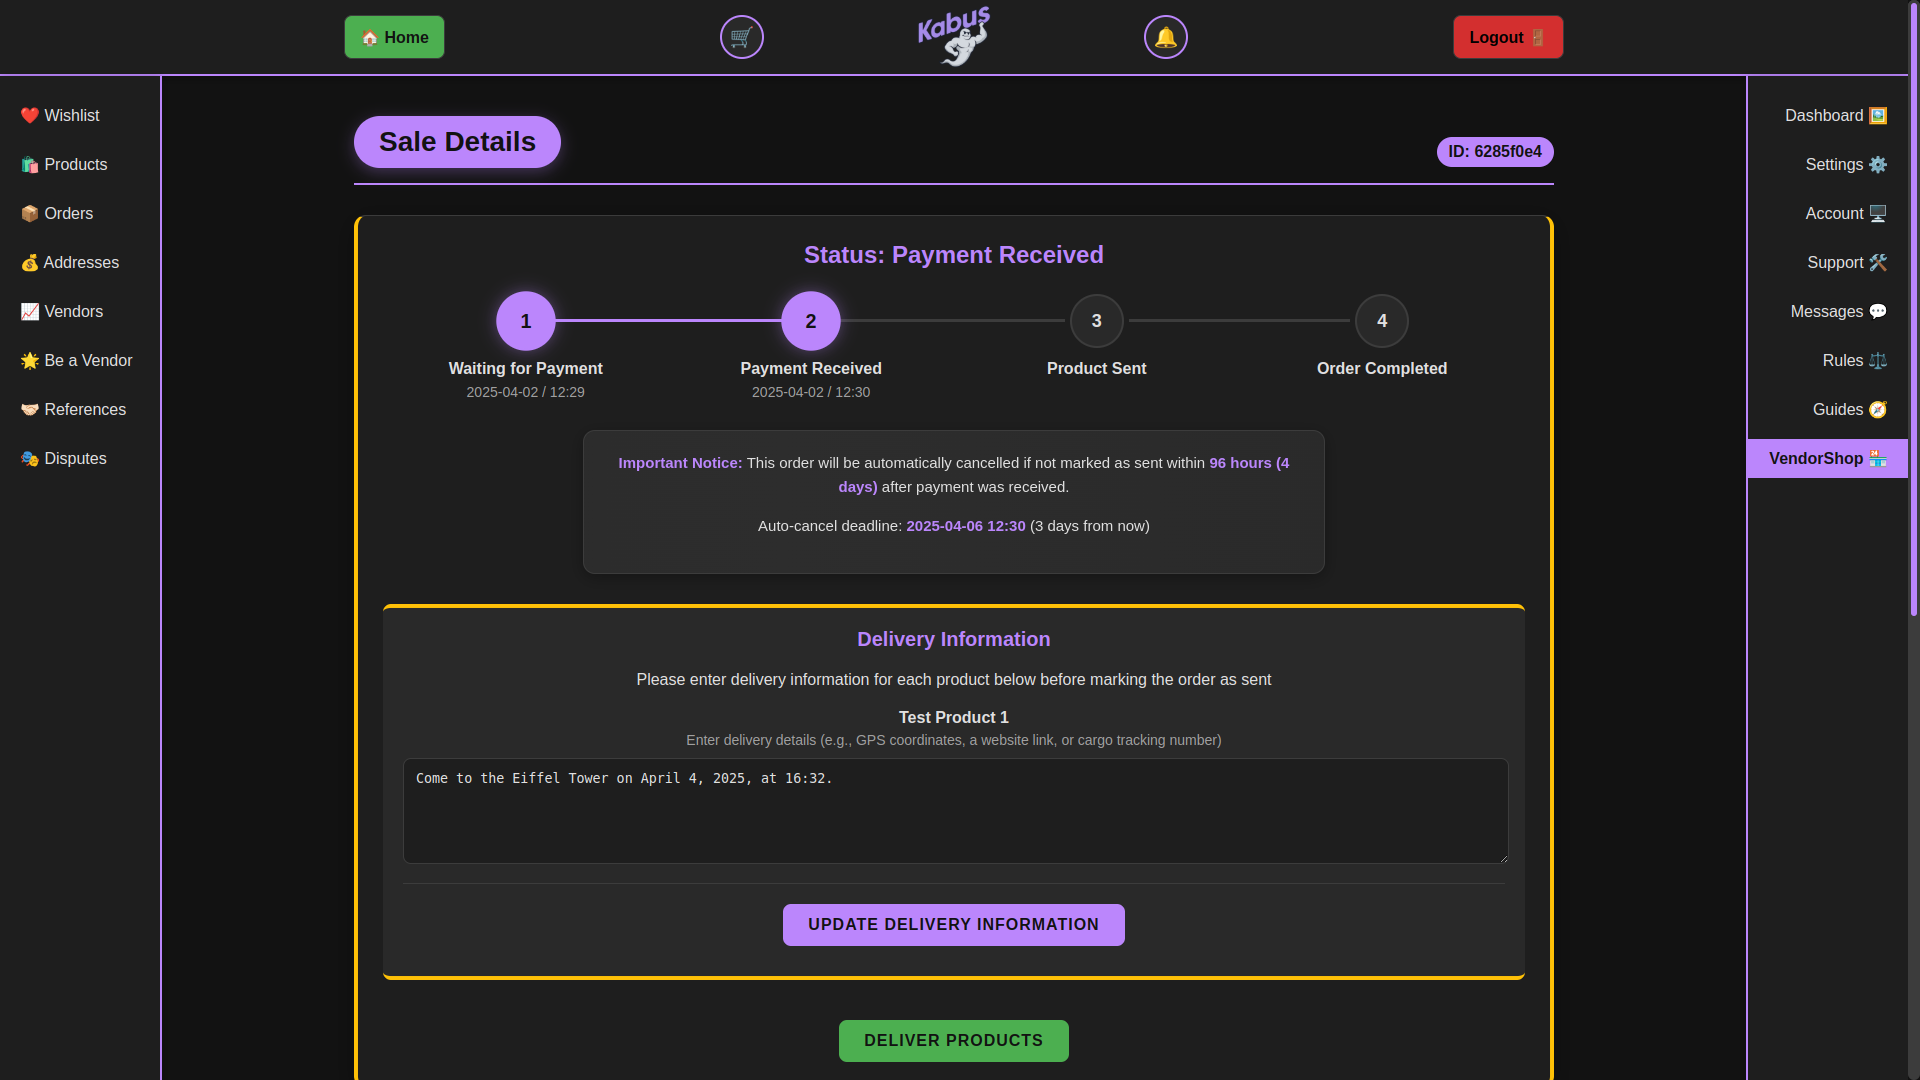 🏠 Home
🛒
Kabus
🔔
Logout 🚪
❤️ Wishlist
🛍️ Products
📦 Orders
💰 Addresses
📈 Vendors
🌟 Be a Vendor
🤝🏻 References
🎭 Disputes
Sale Details
ID: 6285f0e4
Status: Payment Received
1
2
3
4
Waiting for Payment
Payment Received
Product Sent
Order Completed
2025-04-02 / 12:29
2025-04-02 / 12:30
Important Notice: This order will be automatically cancelled if not marked as sent within 96 hours (4
days) after payment was received.
Auto-cancel deadline: 2025-04-06 12:30 (3 days from now)
Delivery Information
Please enter delivery information for each product below before marking the order as sent
Test Product 1
Enter delivery details (e.g., GPS coordinates, a website link, or cargo tracking number)
Come to the Eiffel Tower on April 4, 2025, at 16:32.
UPDATE DELIVERY INFORMATION
DELIVER PRODUCTS
Dashboard 🖼️
Settings ⚙️
Account 🖥️
Support 🛠️
Messages 💬
Rules ⚖️
Guides 🧭
VendorShop 🏪